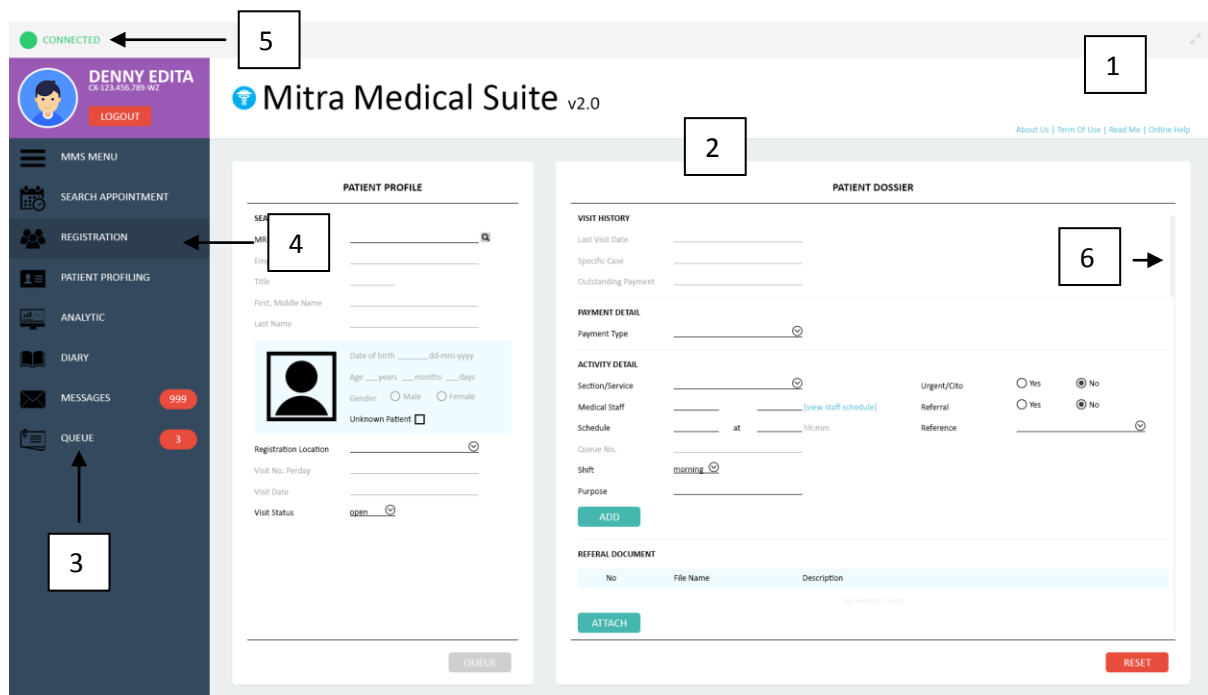 5
CONNECTED
1
DENNY EDITA
CX-123.456.789-WZ
LOGOUT
Mitra Medical Suite v2.0
About Us | Term Of Use | Read Me | Online Help
2
MMS MENU
SEARCH APPOINTMENT
REGISTRATION
PATIENT PROFILING
ANALYTIC
DIARY
MESSAGES 999
QUEUE 3
3
PATIENT PROFILE
4
Title
First, Middle Name
Last Name
Date of birth dd-mm-yyyy
Age years months days
Gender Male Female
Unknown Patient
Registration Location
Visit No. Perday
Visit Date
Visit Status open
QUEUE
PATIENT DOSSIER
VISIT HISTORY
Last Visit Date
Specific Case
Outstanding Payment
6
PAYMENT DETAIL
Payment Type
ACTIVITY DETAIL
Section/Service Urgent/Cito Yes No
Medical Staff [view staff schedule] Referral Yes No
Schedule at hh:mm Reference
Queue No.
Shift morning
Purpose
ADD
REFERAL DOCUMENT
No File Name Description
No Record Found
ATTACH
RESET